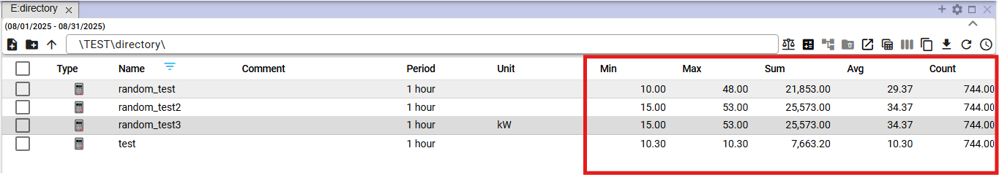 E:directory
(08/01/2025 - 08/31/2025)
\TEST\directory\
Type Name Comment Period Unit Min Max Sum Avg Count
random_test 1 hour 10.00 48.00 21,853.00 29.37 744.00
random_test2 1 hour 15.00 53.00 25,573.00 34.37 744.00
random_test3 1 hour kW 15.00 53.00 25,573.00 34.37 744.00
test 1 hour 10.30 10.30 7,663.20 10.30 744.00